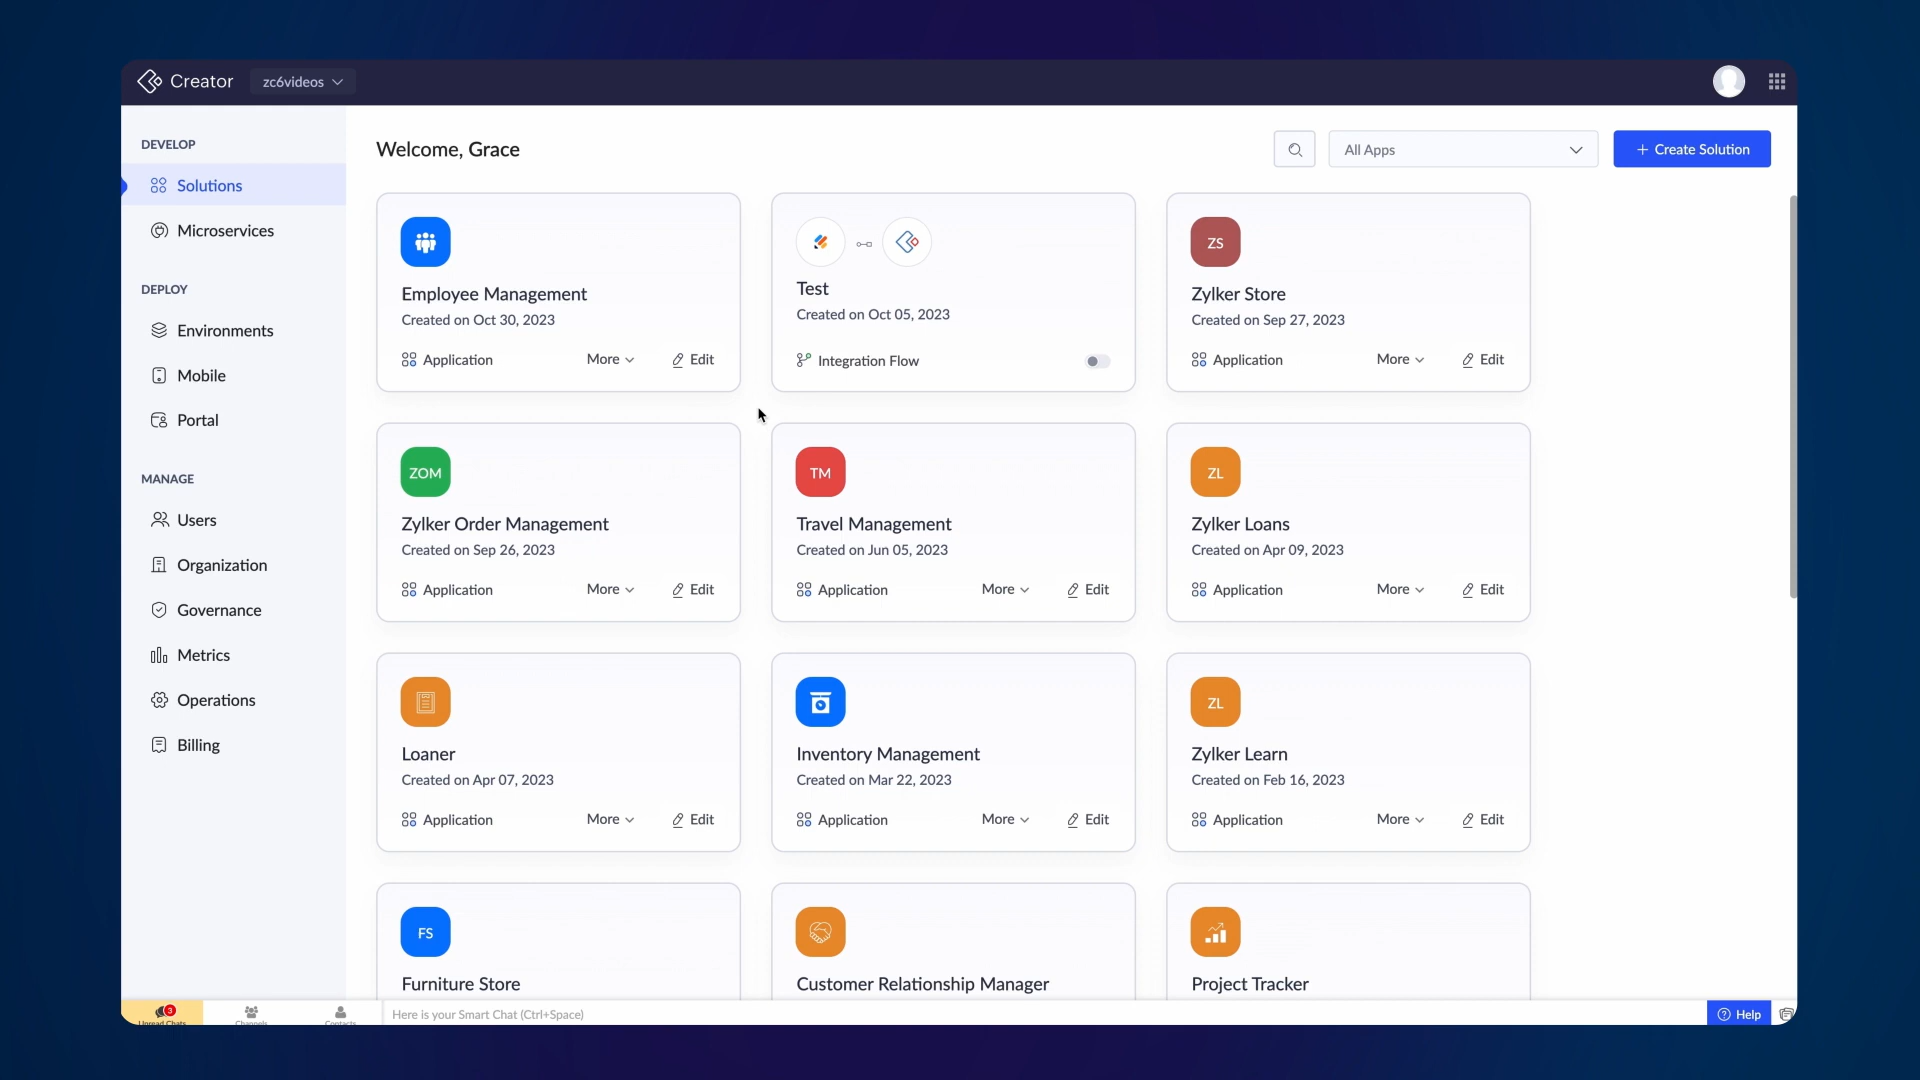 Creator
zc6videos
DEVELOP
Solutions
Microservices
DEPLOY
Environments
Mobile
Portal
MANAGE
Users
Organization
Governance
Metrics
Operations
Billing
Welcome, Grace
All Apps
+ Create Solution
Employee Management
Created on Oct 30, 2023
Application More Edit
Test
Created on Oct 05, 2023
Integration Flow
ZS
Zylker Store
Created on Sep 27, 2023
Application More Edit
ZOM
Zylker Order Management
Created on Sep 26, 2023
Application More Edit
TM
Travel Management
Created on Jun 05, 2023
Application More Edit
ZL
Zylker Loans
Created on Apr 09, 2023
Application More Edit
Loaner
Created on Apr 07, 2023
Application More Edit
Inventory Management
Created on Mar 22, 2023
Application More Edit
ZL
Zylker Learn
Created on Feb 16, 2023
Application More Edit
FS
Furniture Store
Customer Relationship Manager
Project Tracker
3
Unread Chats
Channels
Contacts
Here is your Smart Chat (Ctrl+Space)
Help